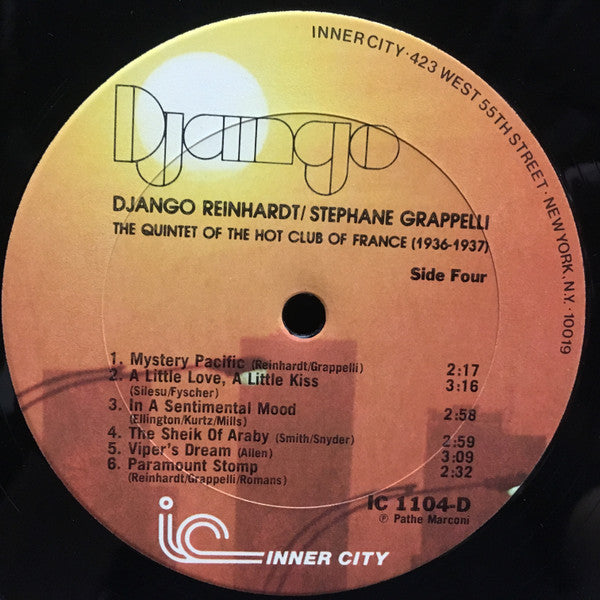 INNER CITY · 423 WEST 55TH STREET · NEW YORK, N.Y. 10019
Django
DJANGO REINHARDT/STEPHANE GRAPPELLI
THE QUINTET OF THE HOT CLUB OF FRANCE (1936-1937)
Side Four
1. Mystery Pacific (Reinhardt/Grappelli) 2:17
2. A Little Love, A Little Kiss 3:16
(Silesu/Fyscher)
3. In A Sentimental Mood 2:58
(Ellington/Kurtz/Mills)
4. The Sheik Of Araby (Smith/Snyder) 2:59
5. Viper's Dream (Allen) 3:09
6. Paramount Stomp 2:32
(Reinhardt/Grappelli/Romans)
IC 1104-D
℗ Pathe Marconi
ic INNER CITY